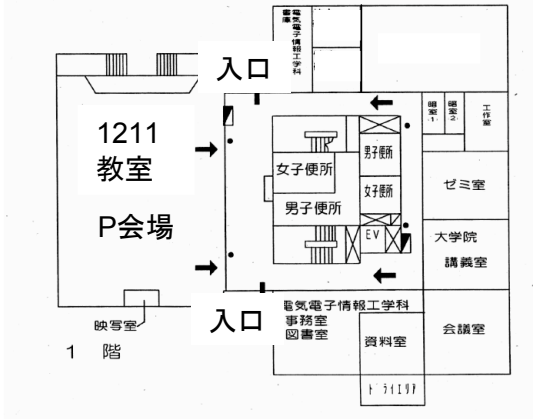 電気電子情報工学科
書庫
入口
暗室1
暗室2
工作室
1211
教室
P会場
男子便所
女子便所
女子便所
男子便所
ゼミ室
EV
大学院
講義室
入口
電気電子情報工学科
事務室
図書室
資料室
会議室
映写室
1 階
ドライエリア